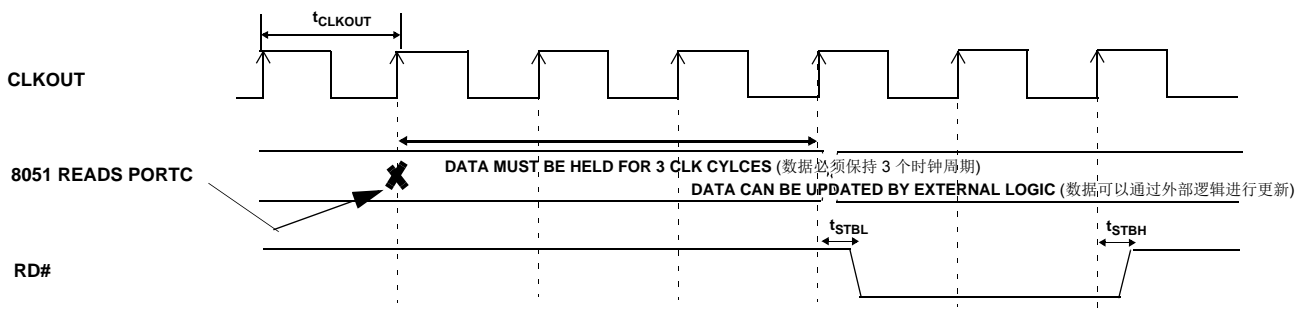 tCLKOUT
CLKOUT
8051 READS PORTC
DATA MUST BE HELD FOR 3 CLK CYLCES (数据必须保持 3 个时钟周期)
DATA CAN BE UPDATED BY EXTERNAL LOGIC (数据可以通过外部逻辑进行更新)
tSTBL
tSTBH
RD#